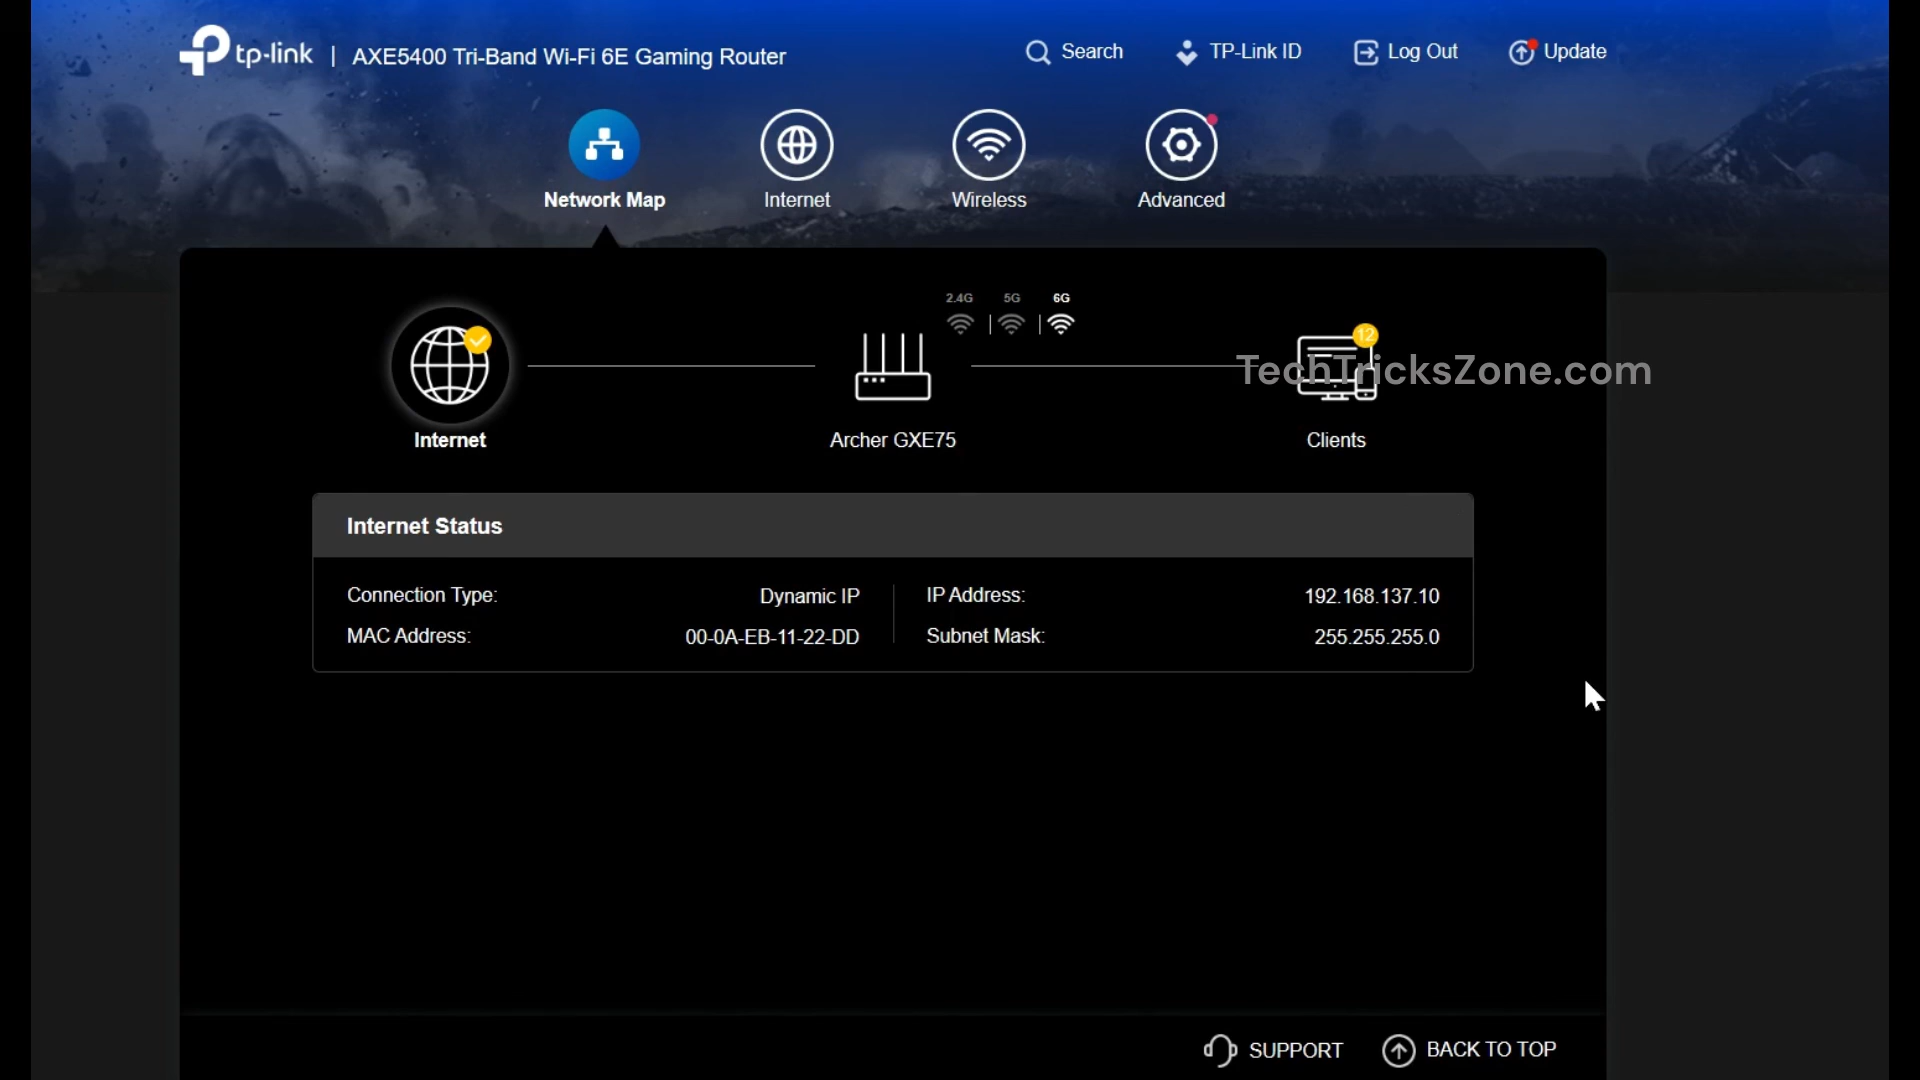 tp-link | AXE5400 Tri-Band Wi-Fi 6E Gaming Router
Search
TP-Link ID
Log Out
Update
Network Map
Internet
Wireless
Advanced
2.4G | 5G | 6G
12
TechTricksZone.com
Internet
Archer GXE75
Clients
Internet Status
Connection Type: Dynamic IP
IP Address: 192.168.137.10
MAC Address: 00-0A-EB-11-22-DD
Subnet Mask: 255.255.255.0
SUPPORT
BACK TO TOP